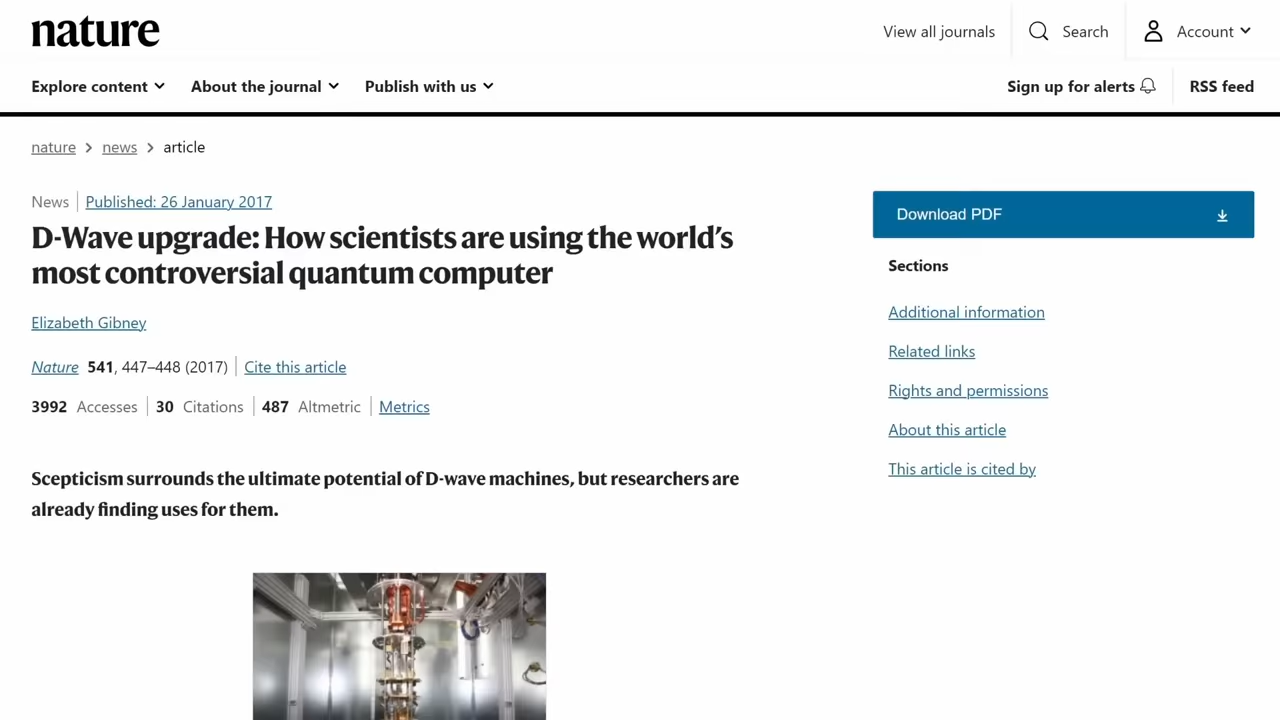 nature
View all journals
Search
Account
Explore content
About the journal
Publish with us
Sign up for alerts
RSS feed
nature > news > article
News | Published: 26 January 2017
D-Wave upgrade: How scientists are using the world’s
most controversial quantum computer
Elizabeth Gibney
Nature 541, 447–448 (2017) | Cite this article
3992 Accesses | 30 Citations | 487 Altmetric | Metrics
Scepticism surrounds the ultimate potential of D-wave machines, but researchers are
already finding uses for them.
Download PDF
Sections
Additional information
Related links
Rights and permissions
About this article
This article is cited by